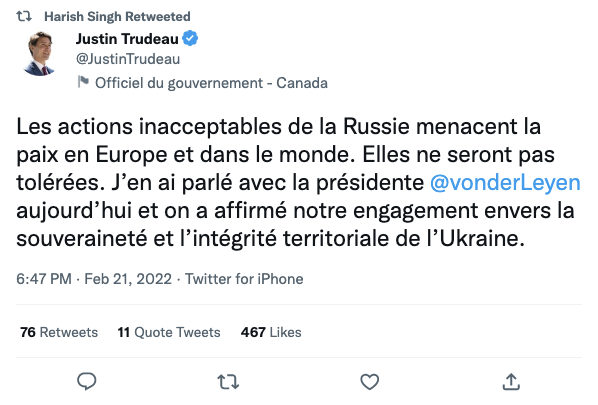 Harish Singh Retweeted
Justin Trudeau
@JustinTrudeau
Officiel du gouvernement - Canada
Les actions inacceptables de la Russie menacent la
paix en Europe et dans le monde. Elles ne seront pas
tolérées. J’en ai parlé avec la présidente @vonderLeyen
aujourd’hui et on a affirmé notre engagement envers la
souveraineté et l’intégrité territoriale de l’Ukraine.
6:47 PM · Feb 21, 2022 · Twitter for iPhone
76 Retweets 11 Quote Tweets 467 Likes